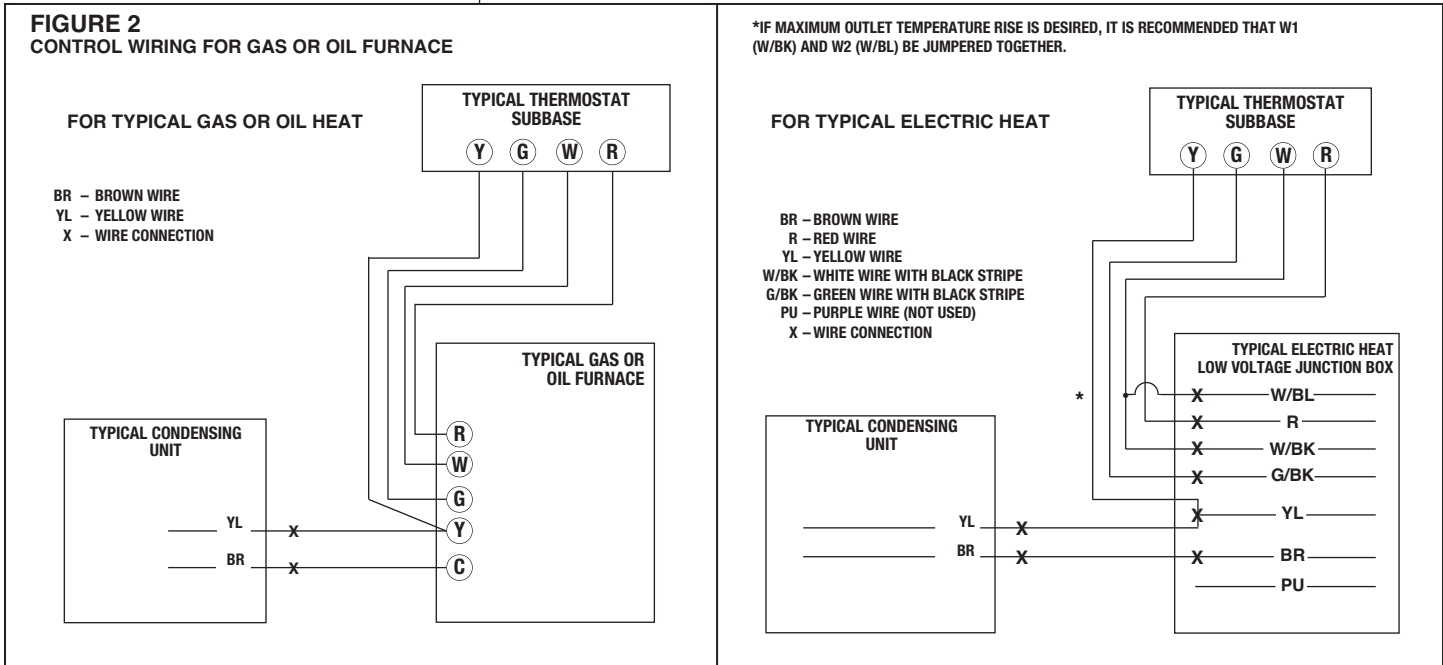 FIGURE 2
CONTROL WIRING FOR GAS OR OIL FURNACE
FOR TYPICAL GAS OR OIL HEAT
TYPICAL THERMOSTAT
SUBBASE
Y G W R
BR – BROWN WIRE
YL – YELLOW WIRE
X – WIRE CONNECTION
TYPICAL GAS OR
OIL FURNACE
R
W
G
Y
C
TYPICAL CONDENSING
UNIT
YL X
BR X
*IF MAXIMUM OUTLET TEMPERATURE RISE IS DESIRED, IT IS RECOMMENDED THAT W1
(W/BK) AND W2 (W/BL) BE JUMPERED TOGETHER.
FOR TYPICAL ELECTRIC HEAT
TYPICAL THERMOSTAT
SUBBASE
Y G W R
BR – BROWN WIRE
R – RED WIRE
YL – YELLOW WIRE
W/BK – WHITE WIRE WITH BLACK STRIPE
G/BK – GREEN WIRE WITH BLACK STRIPE
PU – PURPLE WIRE (NOT USED)
X – WIRE CONNECTION
TYPICAL ELECTRIC HEAT
LOW VOLTAGE JUNCTION BOX
* X W/BL
X R
X W/BK
X G/BK
X YL
X BR
PU
TYPICAL CONDENSING
UNIT
YL X
BR X